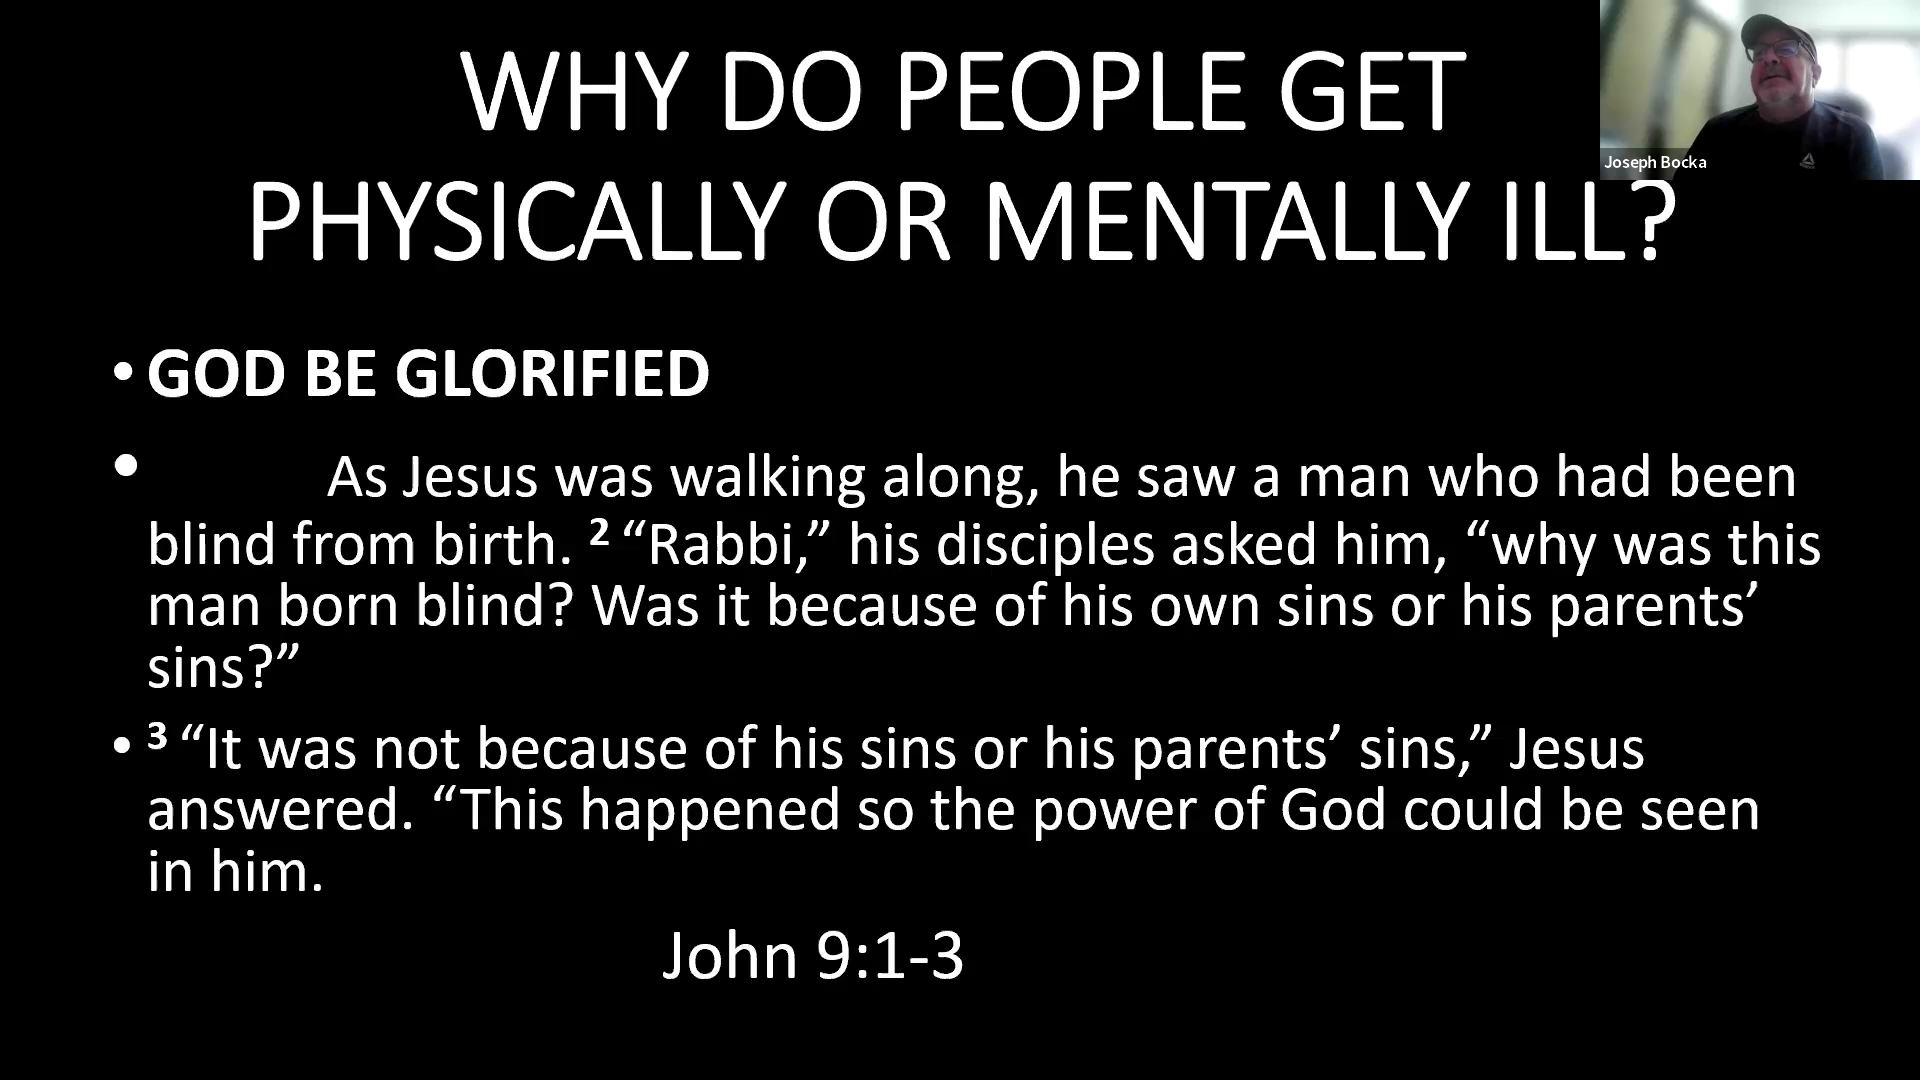 WHY DO PEOPLE GET
PHYSICALLY OR MENTALLY ILL?
Joseph Bocka
• GOD BE GLORIFIED
• As Jesus was walking along, he saw a man who had been
blind from birth. ² “Rabbi,” his disciples asked him, “why was this
man born blind? Was it because of his own sins or his parents’
sins?”
• ³ “It was not because of his sins or his parents’ sins,” Jesus
answered. “This happened so the power of God could be seen
in him.
John 9:1-3